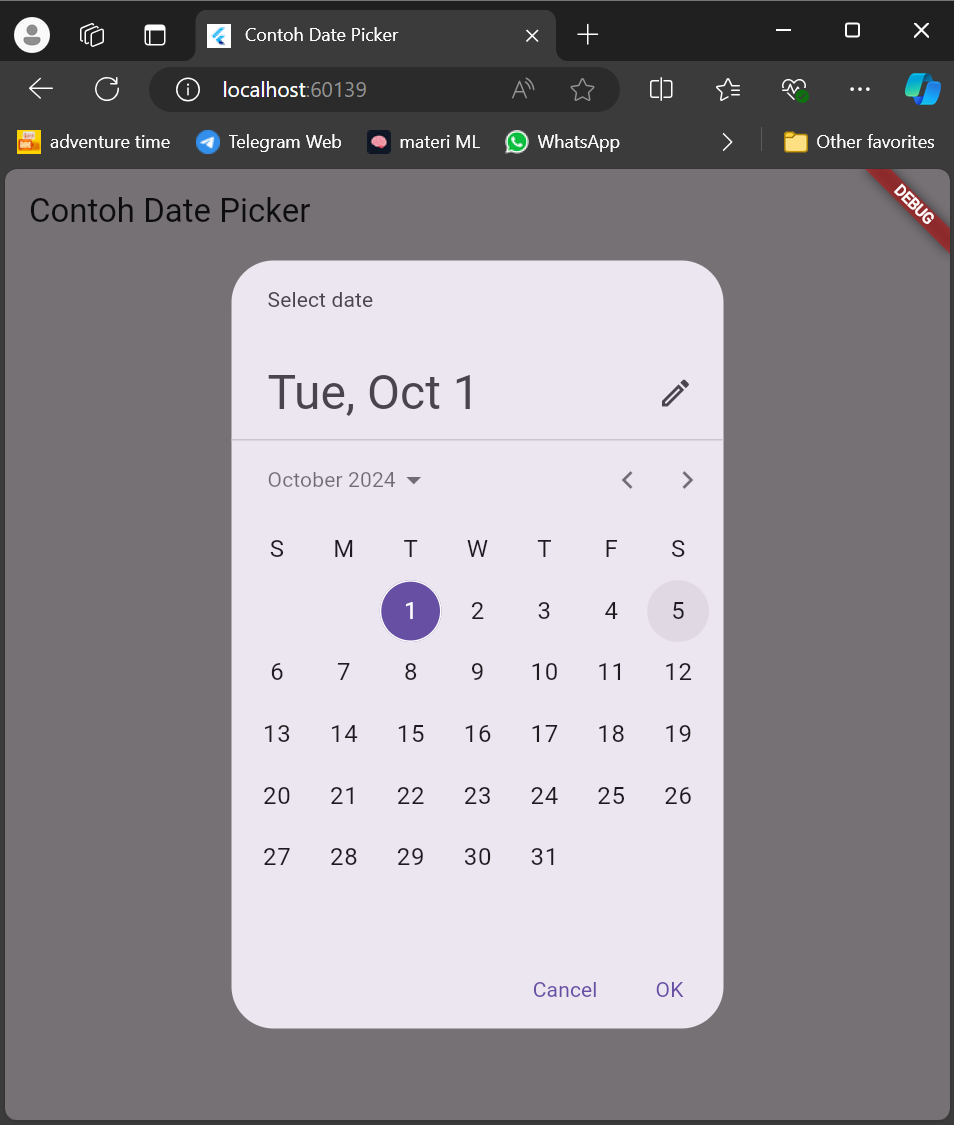 Contoh Date Picker
localhost:60139
adventure time Telegram Web materi ML WhatsApp Other favorites
Contoh Date Picker
DEBUG
Select date
Tue, Oct 1
October 2024
S M T W T F S
1 2 3 4 5
6 7 8 9 10 11 12
13 14 15 16 17 18 19
20 21 22 23 24 25 26
27 28 29 30 31
Cancel OK